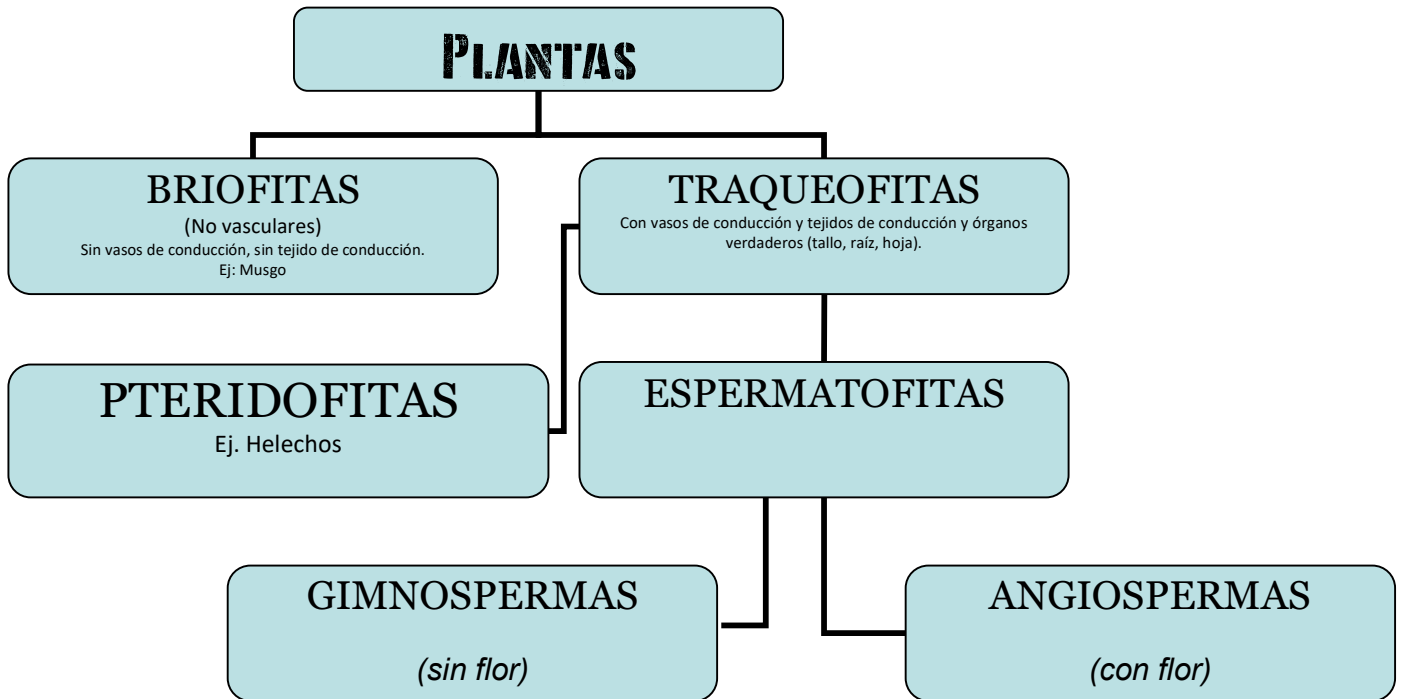 PLANTAS
BRIOFITAS
(No vasculares)
Sin vasos de conducción, sin tejido de conducción.
Ej: Musgo
TRAQUEOFITAS
Con vasos de conducción y tejidos de conducción y órganos
verdaderos (tallo, raíz, hoja).
PTERIDOFITAS
Ej. Helechos
ESPERMATOFITAS
GIMNOSPERMAS
(sin flor)
ANGIOSPERMAS
(con flor)